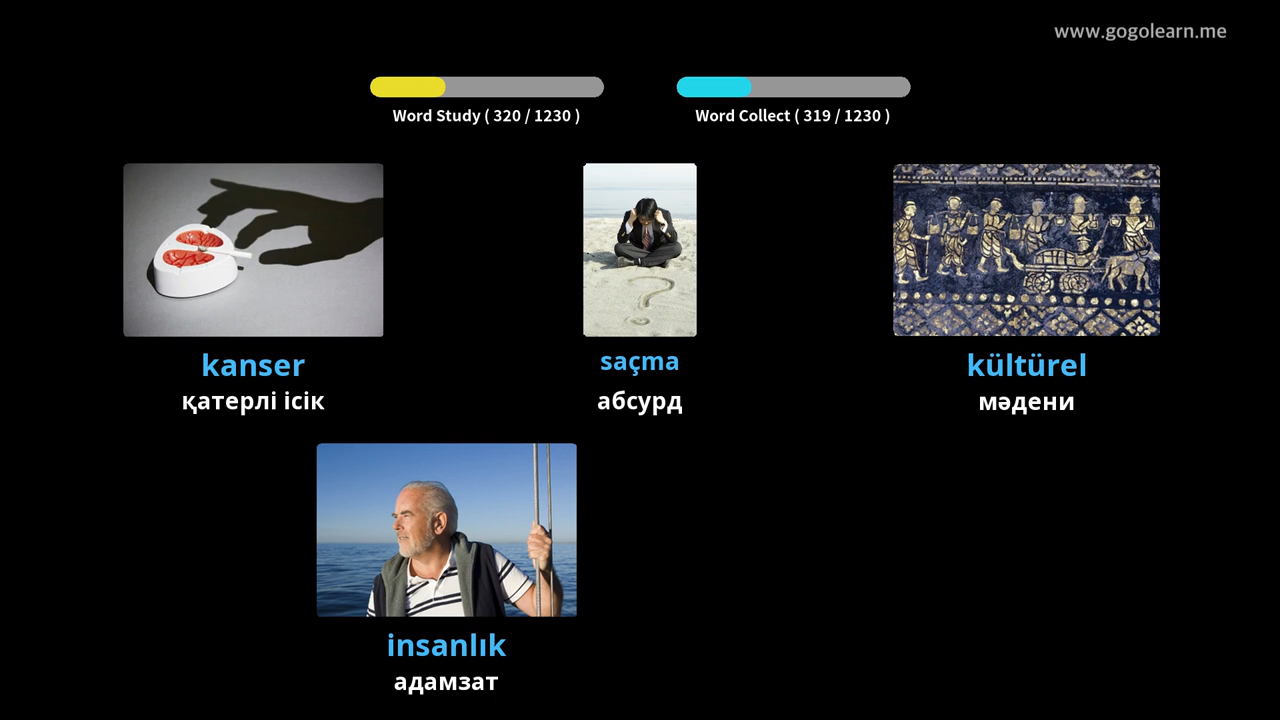 www.gogolearn.me
Word Study ( 320 / 1230 )
Word Collect ( 319 / 1230 )
kanser
қатерлі ісік
saçma
абсурд
kültürel
мәдени
insanlık
адамзат